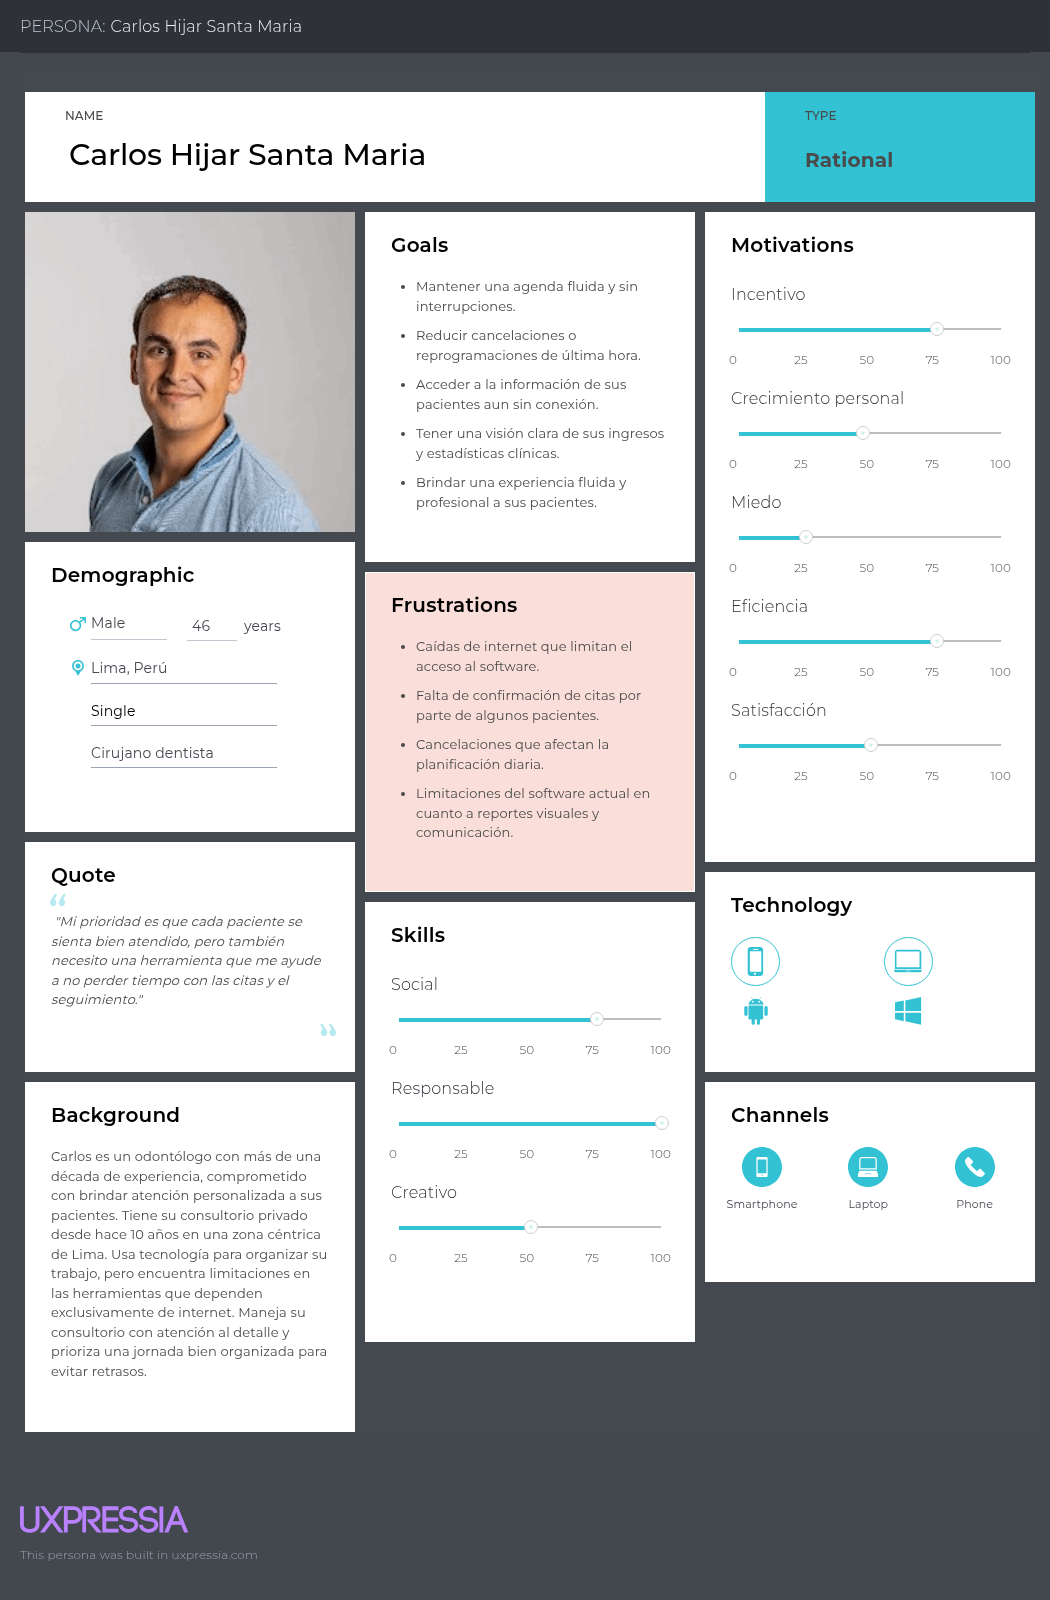 PERSONA: Carlos Hijar Santa Maria
NAME
Carlos Hijar Santa Maria
TYPE
Rational
Demographic
Male
46 years
Lima, Perú
Single
Cirujano dentista
Quote
“
"Mi prioridad es que cada paciente se
sienta bien atendido, pero también
necesito una herramienta que me ayude
a no perder tiempo con las citas y el
seguimiento."
”
Background
Carlos es un odontólogo con más de una
década de experiencia, comprometido
con brindar atención personalizada a sus
pacientes. Tiene su consultorio privado
desde hace 10 años en una zona céntrica
de Lima. Usa tecnología para organizar su
trabajo, pero encuentra limitaciones en
las herramientas que dependen
exclusivamente de internet. Maneja su
consultorio con atención al detalle y
prioriza una jornada bien organizada para
evitar retrasos.
Goals
• Mantener una agenda fluida y sin
interrupciones.
• Reducir cancelaciones o
reprogramaciones de última hora.
• Acceder a la información de sus
pacientes aun sin conexión.
• Tener una visión clara de sus ingresos
y estadísticas clínicas.
• Brindar una experiencia fluida y
profesional a sus pacientes.
Frustrations
• Caídas de internet que limitan el
acceso al software.
• Falta de confirmación de citas por
parte de algunos pacientes.
• Cancelaciones que afectan la
planificación diaria.
• Limitaciones del software actual en
cuanto a reportes visuales y
comunicación.
Skills
Social
0 25 50 75 100
Responsable
0 25 50 75 100
Creativo
0 25 50 75 100
Motivations
Incentivo
0 25 50 75 100
Crecimiento personal
0 25 50 75 100
Miedo
0 25 50 75 100
Eficiencia
0 25 50 75 100
Satisfacción
0 25 50 75 100
Technology
Channels
Smartphone Laptop Phone
UXPRESSIA
This persona was built in uxpressia.com